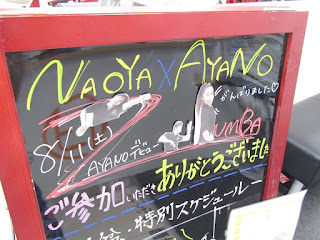 NAOYA X AYANO
がんばりました♡
8/11(土)
ZUMBA
AYANOデビュー
ご参加いただき
ありがとうございました
特別スケジュール